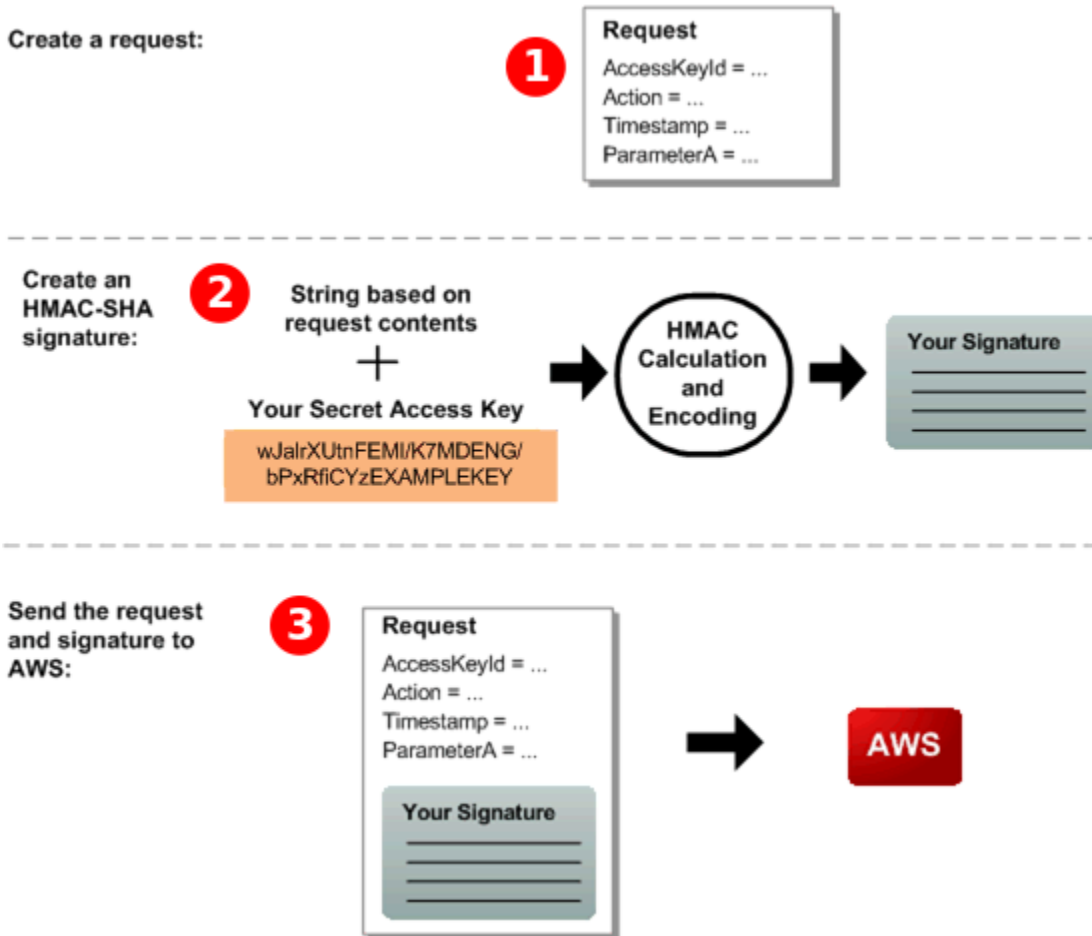 Create a request:
1
Request
AccessKeyId = ...
Action = ...
Timestamp = ...
ParameterA = ...
Create an
HMAC-SHA
signature:
2
String based on
request contents
+
Your Secret Access Key
wJalrXUtnFEMI/K7MDENG/
bPxRfiCYzEXAMPLEKEY
HMAC
Calculation
and
Encoding
Your Signature
Send the request
and signature to
AWS:
3
Request
AccessKeyId = ...
Action = ...
Timestamp = ...
ParameterA = ...
Your Signature
AWS